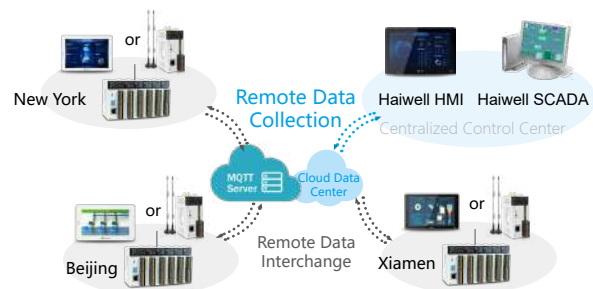 or
New York
Remote Data
Collection
Haiwell HMI
Haiwell SCADA
Centralized Control Center
MQTT
Server
Cloud Data
Center
or
Beijing
Remote Data
Interchange
or
Xiamen